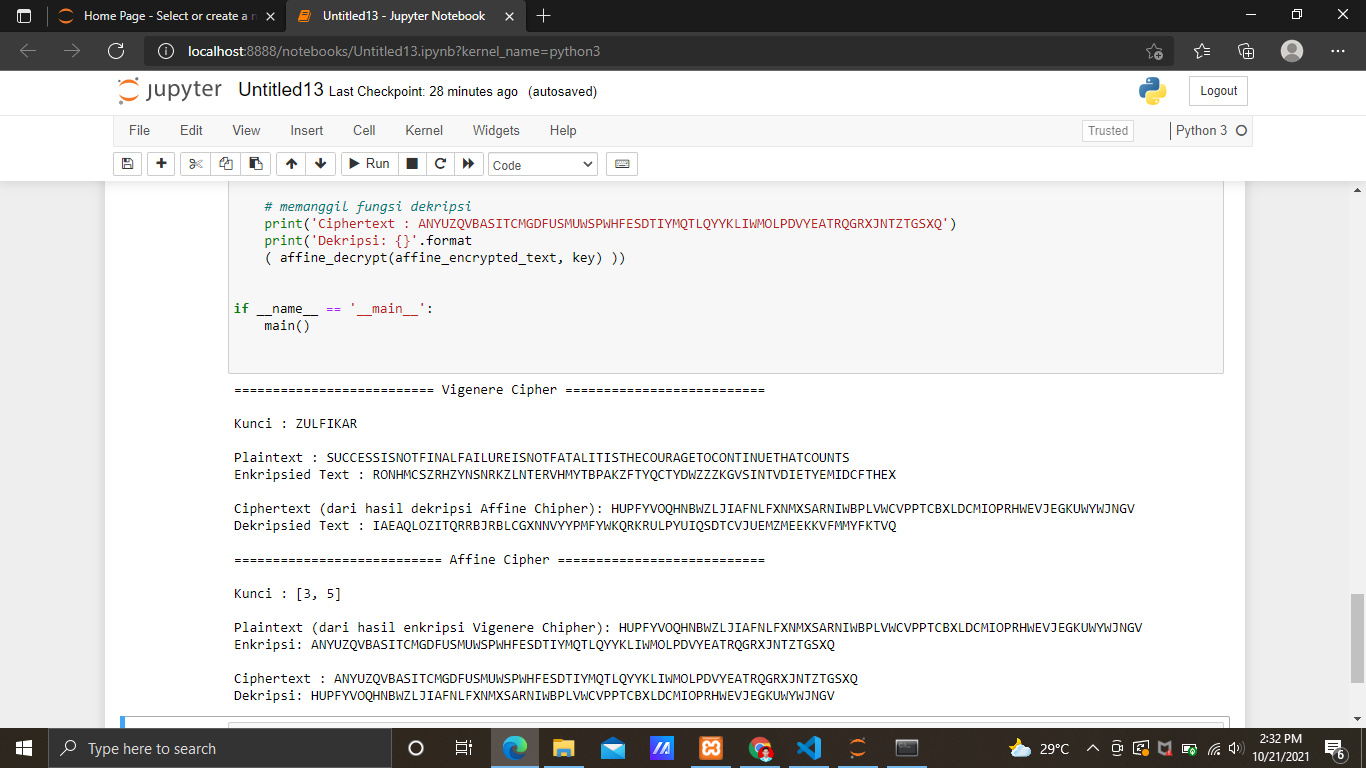 Home Page - Select or create a n
Untitled13 - Jupyter Notebook
localhost:8888/notebooks/Untitled13.ipynb?kernel_name=python3
jupyter Untitled13 Last Checkpoint: 28 minutes ago (autosaved)
Logout
File Edit View Insert Cell Kernel Widgets Help
Trusted
Python 3
Run
Code
# memanggil fungsi dekripsi
print('Ciphertext : ANYUZQVBASITCMGDFUSMUWSPWHFESDTIYMQTLQYYKLIWMOLPDVYEATRQGRXJNTZTGSXQ')
print('Dekripsi: {}'.format
( affine_decrypt(affine_encrypted_text, key) ))
if __name__ == '__main__':
main()
========================== Vigenere Cipher ==========================
Kunci : ZULFIKAR
Plaintext : SUCCESSISNOTFINALFAILUREISNOTFATALITISTHECOURAGETOCONTINUETHATCOUNTS
Enkripsied Text : RONHMCSZRHZYNSNRKZLNTERVHMYTBPAKZFTYQCTYDWZZZKGVSINTVDIETYEMIDCFTHEX
Ciphertext (dari hasil dekripsi Affine Chipher): HUPFYVOQHNBWZLJIAFNLFXNMXSARNIWBPLVWCVPPTCBXLDCMIOPRHWEVJEGKUWYWJNGV
Dekripsied Text : IAEAQLOZITQRRBJRBLCGXNNVYYPMFYWKQRKRULPYUIQSDTCVJUEMZMEEKKVFMMYFKTVQ
=========================== Affine Cipher ===========================
Kunci : [3, 5]
Plaintext (dari hasil enkripsi Vigenere Chipher): HUPFYVOQHNBWZLJIAFNLFXNMXSARNIWBPLVWCVPPTCBXLDCMIOPRHWEVJEGKUWYWJNGV
Enkripsi: ANYUZQVBASITCMGDFUSMUWSPWHFESDTIYMQTLQYYKLIWMOLPDVYEATRQGRXJNTZTGSXQ
Ciphertext : ANYUZQVBASITCMGDFUSMUWSPWHFESDTIYMQTLQYYKLIWMOLPDVYEATRQGRXJNTZTGSXQ
Dekripsi: HUPFYVOQHNBWZLJIAFNLFXNMXSARNIWBPLVWCVPPTCBXLDCMIOPRHWEVJEGKUWYWJNGV
Type here to search
29°C
2:32 PM
10/21/2021
6